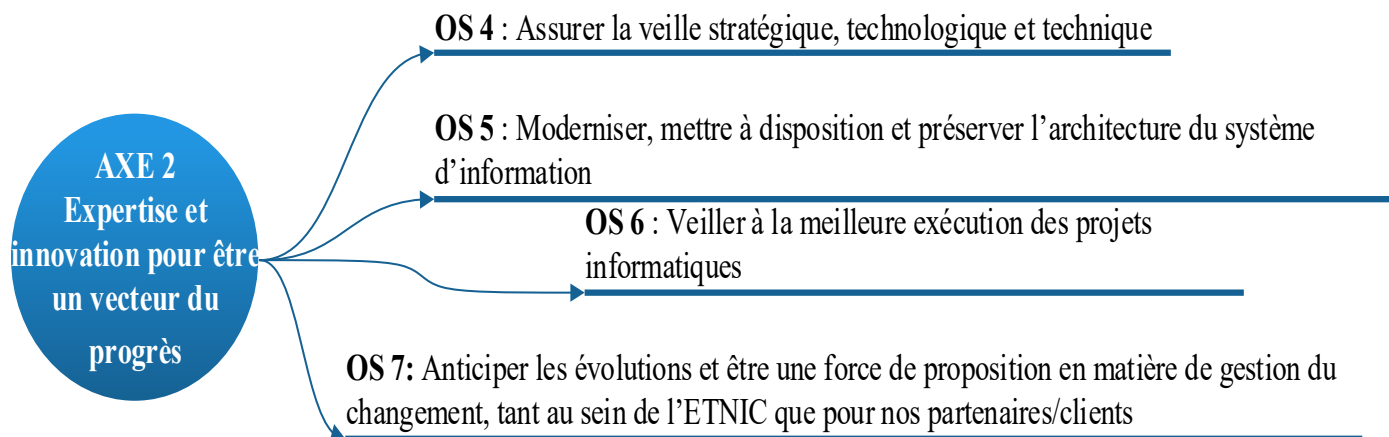 AXE 2
Expertise et
innovation pour être
un vecteur du
progrès
OS 4 : Assurer la veille stratégique, technologique et technique
OS 5 : Moderniser, mettre à disposition et préserver l’architecture du système
d’information
OS 6 : Veiller à la meilleure exécution des projets
informatiques
OS 7: Anticiper les évolutions et être une force de proposition en matière de gestion du
changement, tant au sein de l’ETNIC que pour nos partenaires/clients